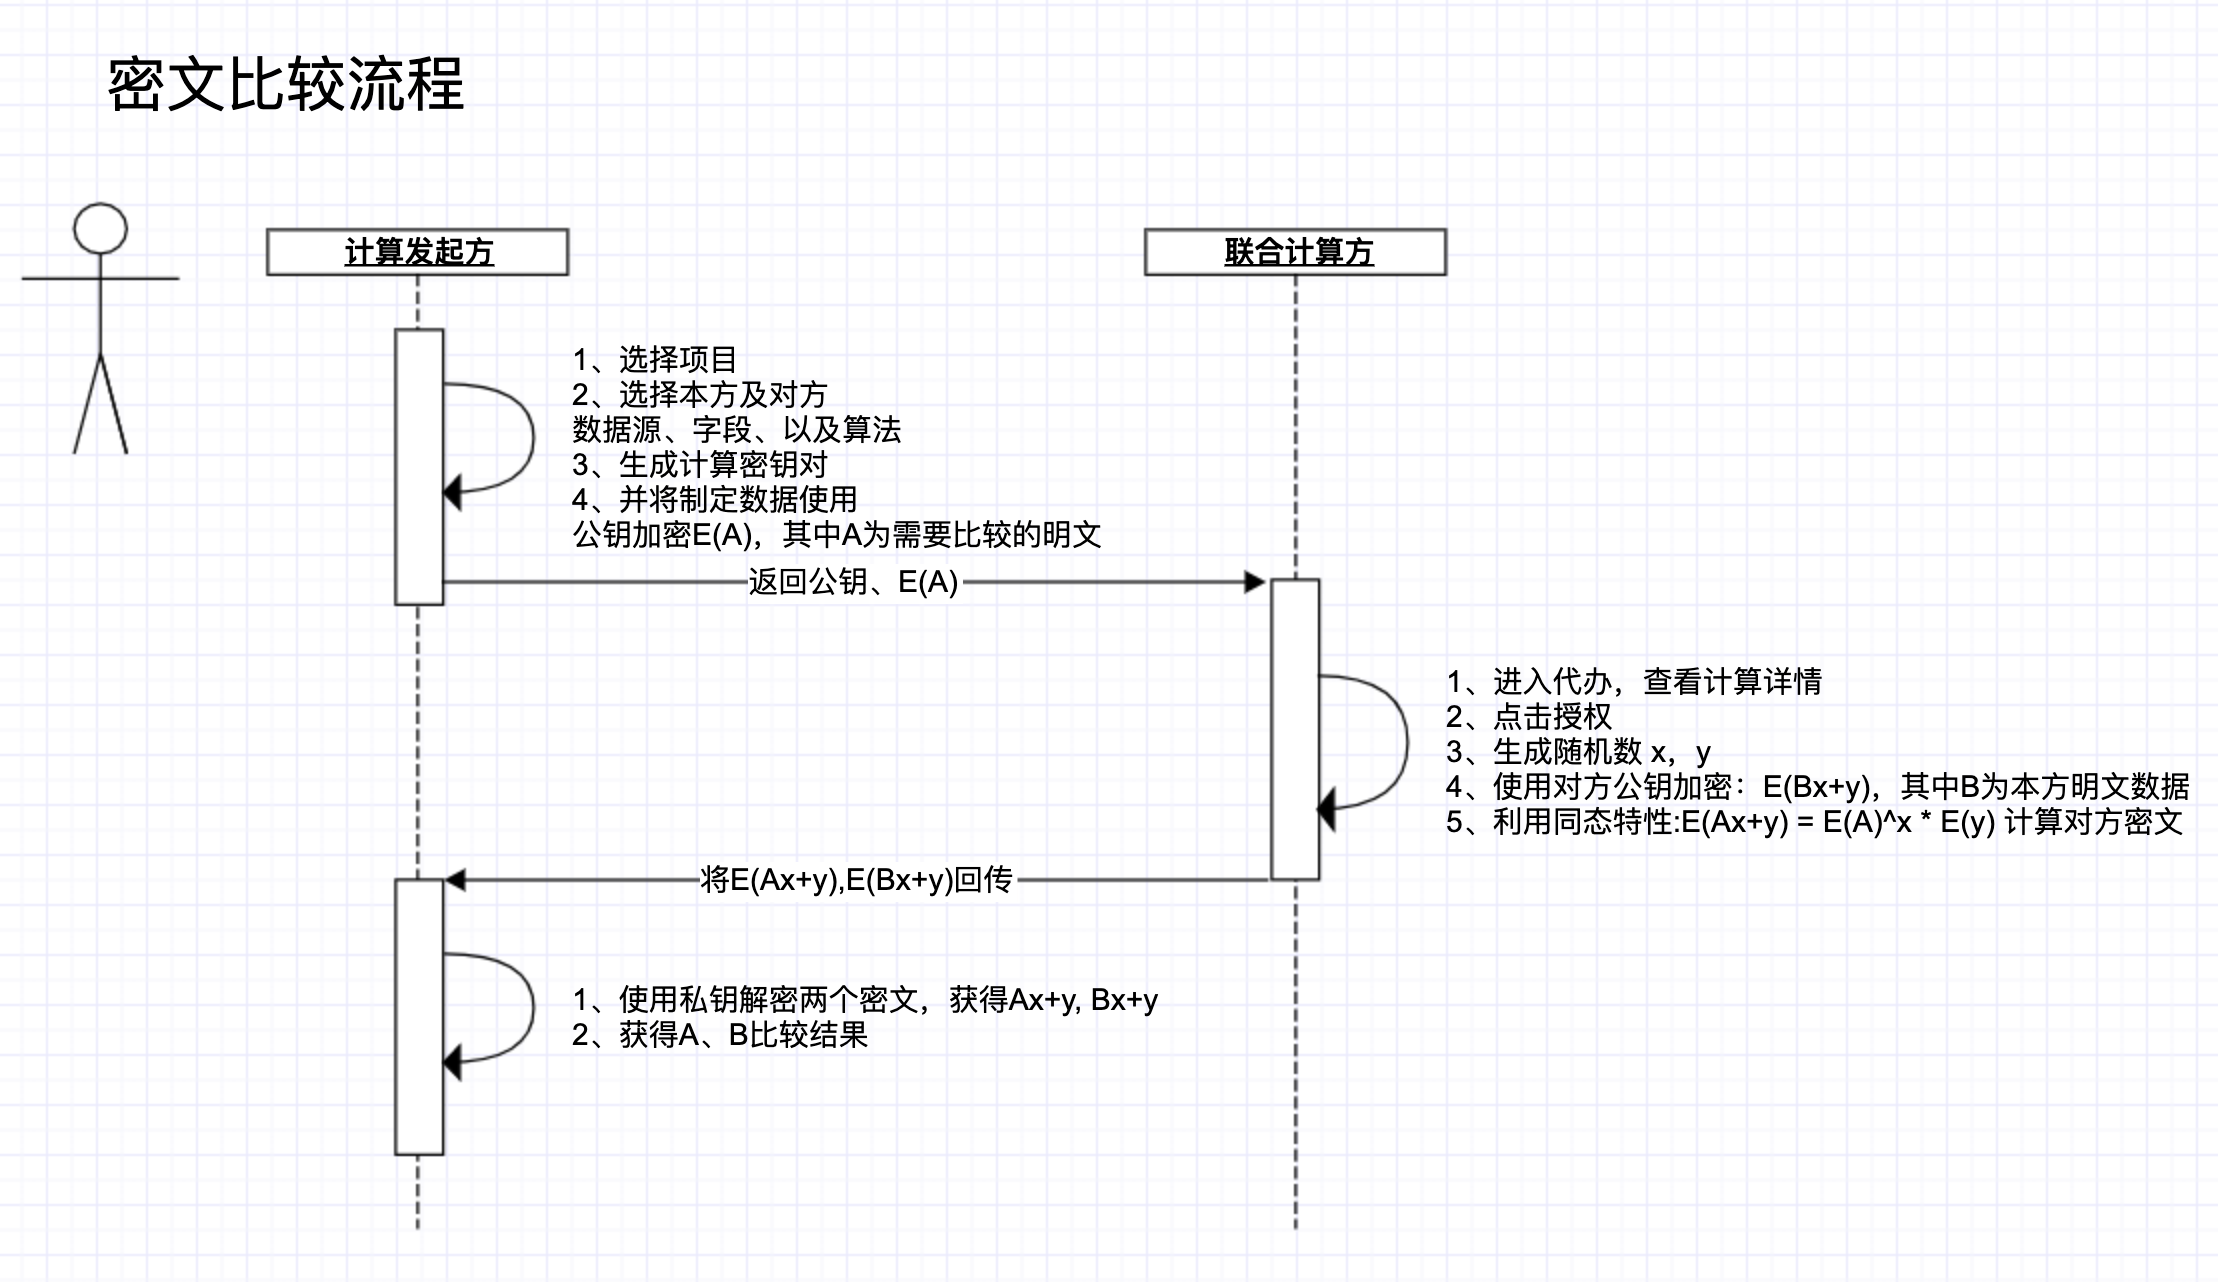 密文比较流程
计算发起方
联合计算方
1、选择项目
2、选择本方及对方
数据源、字段、以及算法
3、生成计算密钥对
4、并将制定数据使用
公钥加密E(A)，其中A为需要比较的明文
返回公钥、E(A)
1、进入代办，查看计算详情
2、点击授权
3、生成随机数 x，y
4、使用对方公钥加密：E(Bx+y)，其中B为本方明文数据
5、利用同态特性:E(Ax+y) = E(A)^x * E(y) 计算对方密文
将E(Ax+y),E(Bx+y)回传
1、使用私钥解密两个密文，获得Ax+y, Bx+y
2、获得A、B比较结果